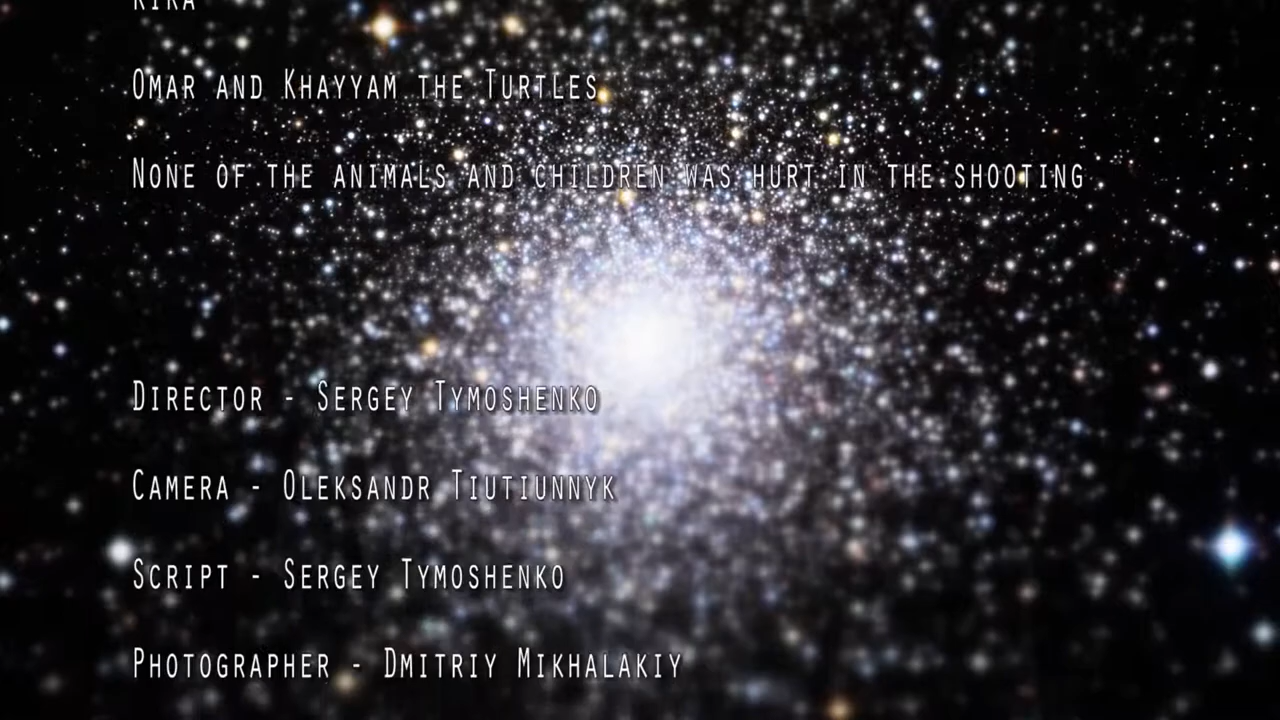 Kira
Omar and Khayyam the Turtles
None of the animals and children was hurt in the shooting
Director - Sergey Tymoshenko
Camera - Oleksandr Tiutiunnyk
Script - Sergey Tymoshenko
Photographer - Dmitriy Mikhalakiy